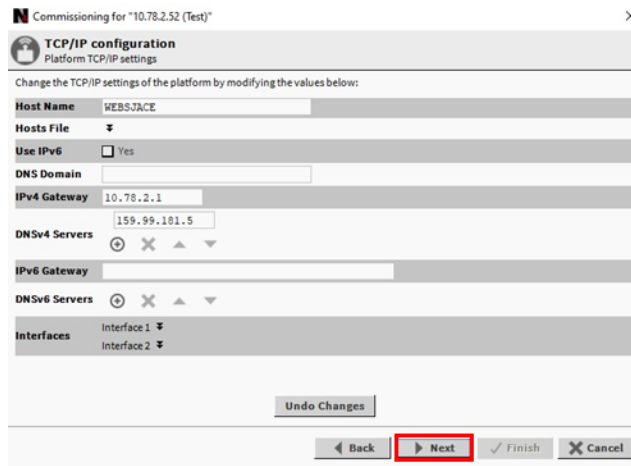 Commissioning for "10.78.2.52 (Test)"
TCP/IP configuration
Platform TCP/IP settings
Change the TCP/IP settings of the platform by modifying the values below:
Host Name WEBSJACE
Hosts File
Use IPv6 Yes
DNS Domain
IPv4 Gateway 10.78.2.1
159.99.181.5
DNSv4 Servers
IPv6 Gateway
DNSv6 Servers
Interface 1
Interfaces
Interface 2
Undo Changes
Back Next Finish Cancel